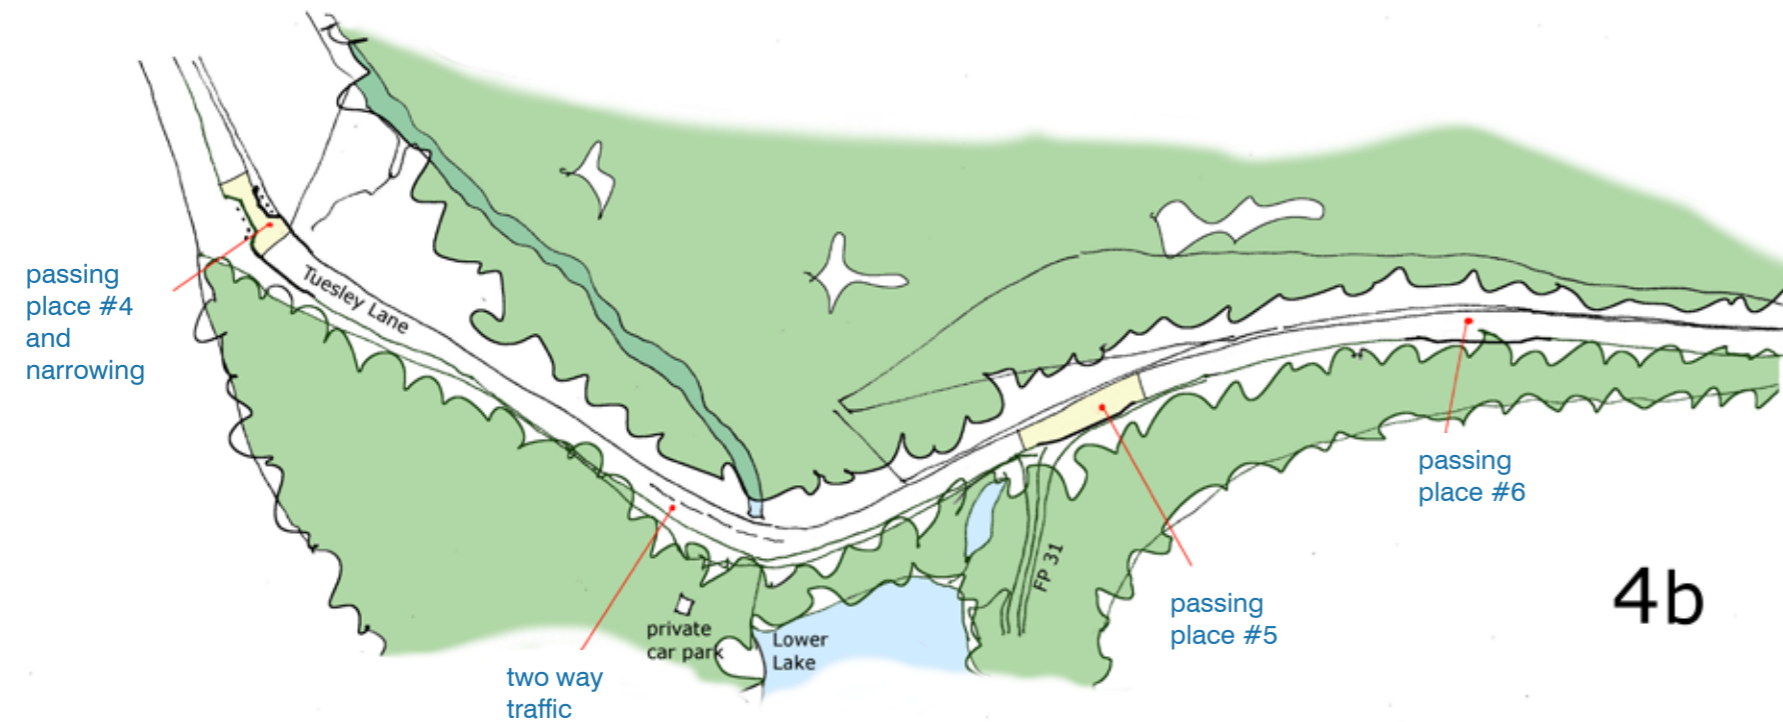 passing
place #4
and
narrowing
Tuesley Lane
two way
traffic
private
car park
Lower
Lake
FP 31
passing
place #5
passing
place #6
4b